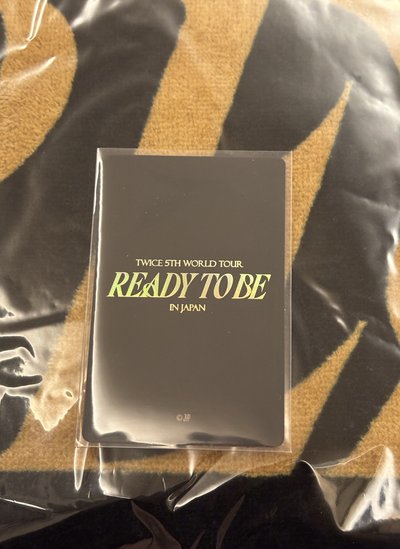 TWICE 5TH WORLD TOUR
READY TO BE
IN JAPAN
©